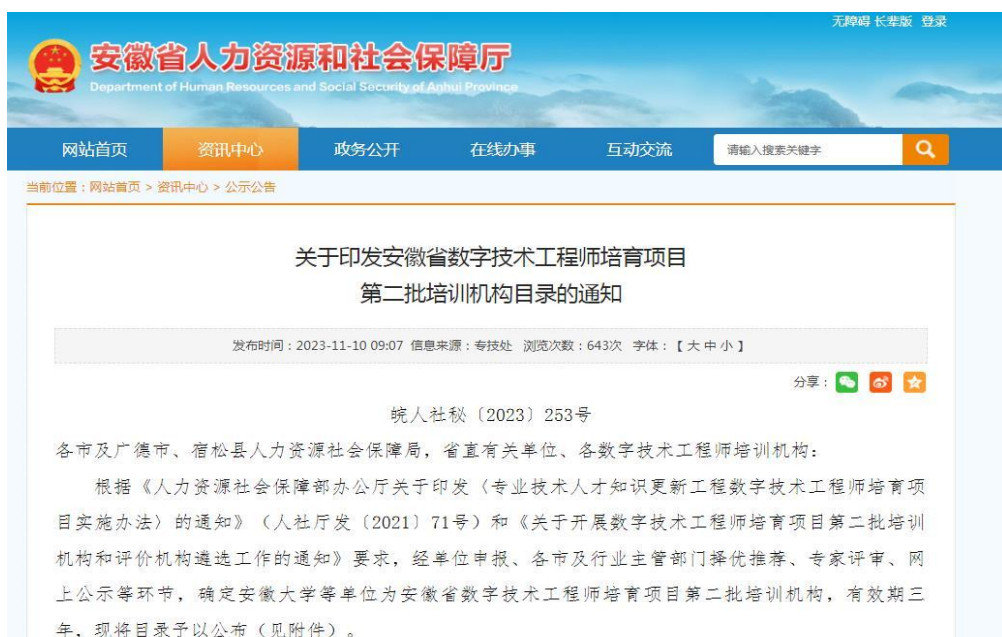 无障碍 长辈版 登录
安徽省人力资源和社会保障厅
Department of Human Resources and Social Security of Anhui Province
网站首页 资讯中心 政务公开 在线办事 互动交流 请输入搜索关键字
当前位置：网站首页 > 资讯中心 > 公示公告
关于印发安徽省数字技术工程师培育项目
第二批培训机构目录的通知
发布时间：2023-11-10 09:07 信息来源：专技处 浏览次数：643次 字体：【 大 中 小 】
分享：
皖人社秘〔2023〕253号
各市及广德市、宿松县人力资源社会保障局，省直有关单位、各数字技术工程师培训机构：
根据《人力资源社会保障部办公厅关于印发〈专业技术人才知识更新工程数字技术工程师培育项
目实施办法〉的通知》（人社厅发〔2021〕71号）和《关于开展数字技术工程师培育项目第二批培训
机构和评价机构遴选工作的通知》要求，经单位申报、各市及行业主管部门择优推荐、专家评审、网
上公示等环节，确定安徽大学等单位为安徽省数字技术工程师培育项目第二批培训机构，有效期三
年，现将目录予以公布（见附件）。